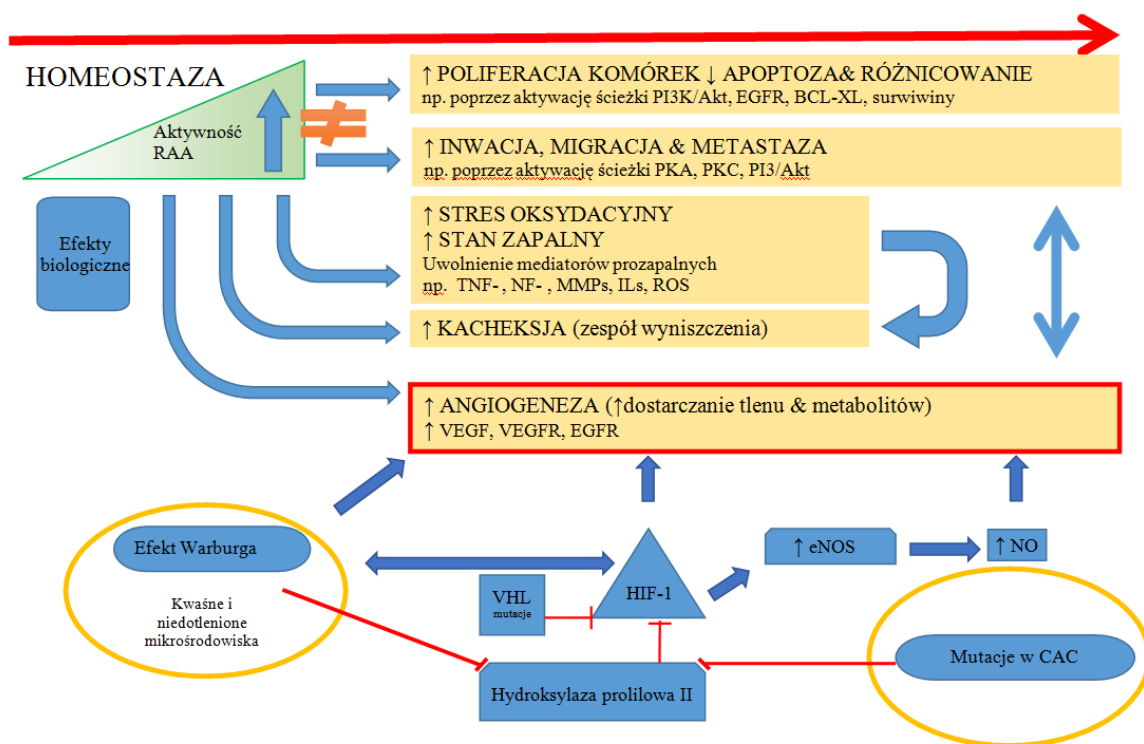 HOMEOSTAZA
Aktywność
RAA
≠
↑ POLIFERACJA KOMÓREK ↓ APOPTOZA& RÓŻNICOWANIE
np. poprzez aktywację ścieżki PI3K/Akt, EGFR, BCL-XL, surwiwiny
↑ INWACJA, MIGRACJA & METASTAZA
np. poprzez aktywację ścieżki PKA, PKC, PI3/Akt
Efekty
biologiczne
↑ STRES OKSYDACYJNY
↑ STAN ZAPALNY
Uwolnienie mediatorów prozapalnych
np. TNF- , NF- , MMPs, ILs, ROS
↑ KACHEKSJA (zespół wyniszczenia)
↑ ANGIOGENEZA (↑dostarczanie tlenu & metabolitów)
↑ VEGF, VEGFR, EGFR
Efekt Warburga
Kwaśne i
niedotlenione
mikrośrodowiska
VHL
mutacje
HIF-1
↑ eNOS
↑ NO
Hydroksylaza prolilowa II
Mutacje w CAC